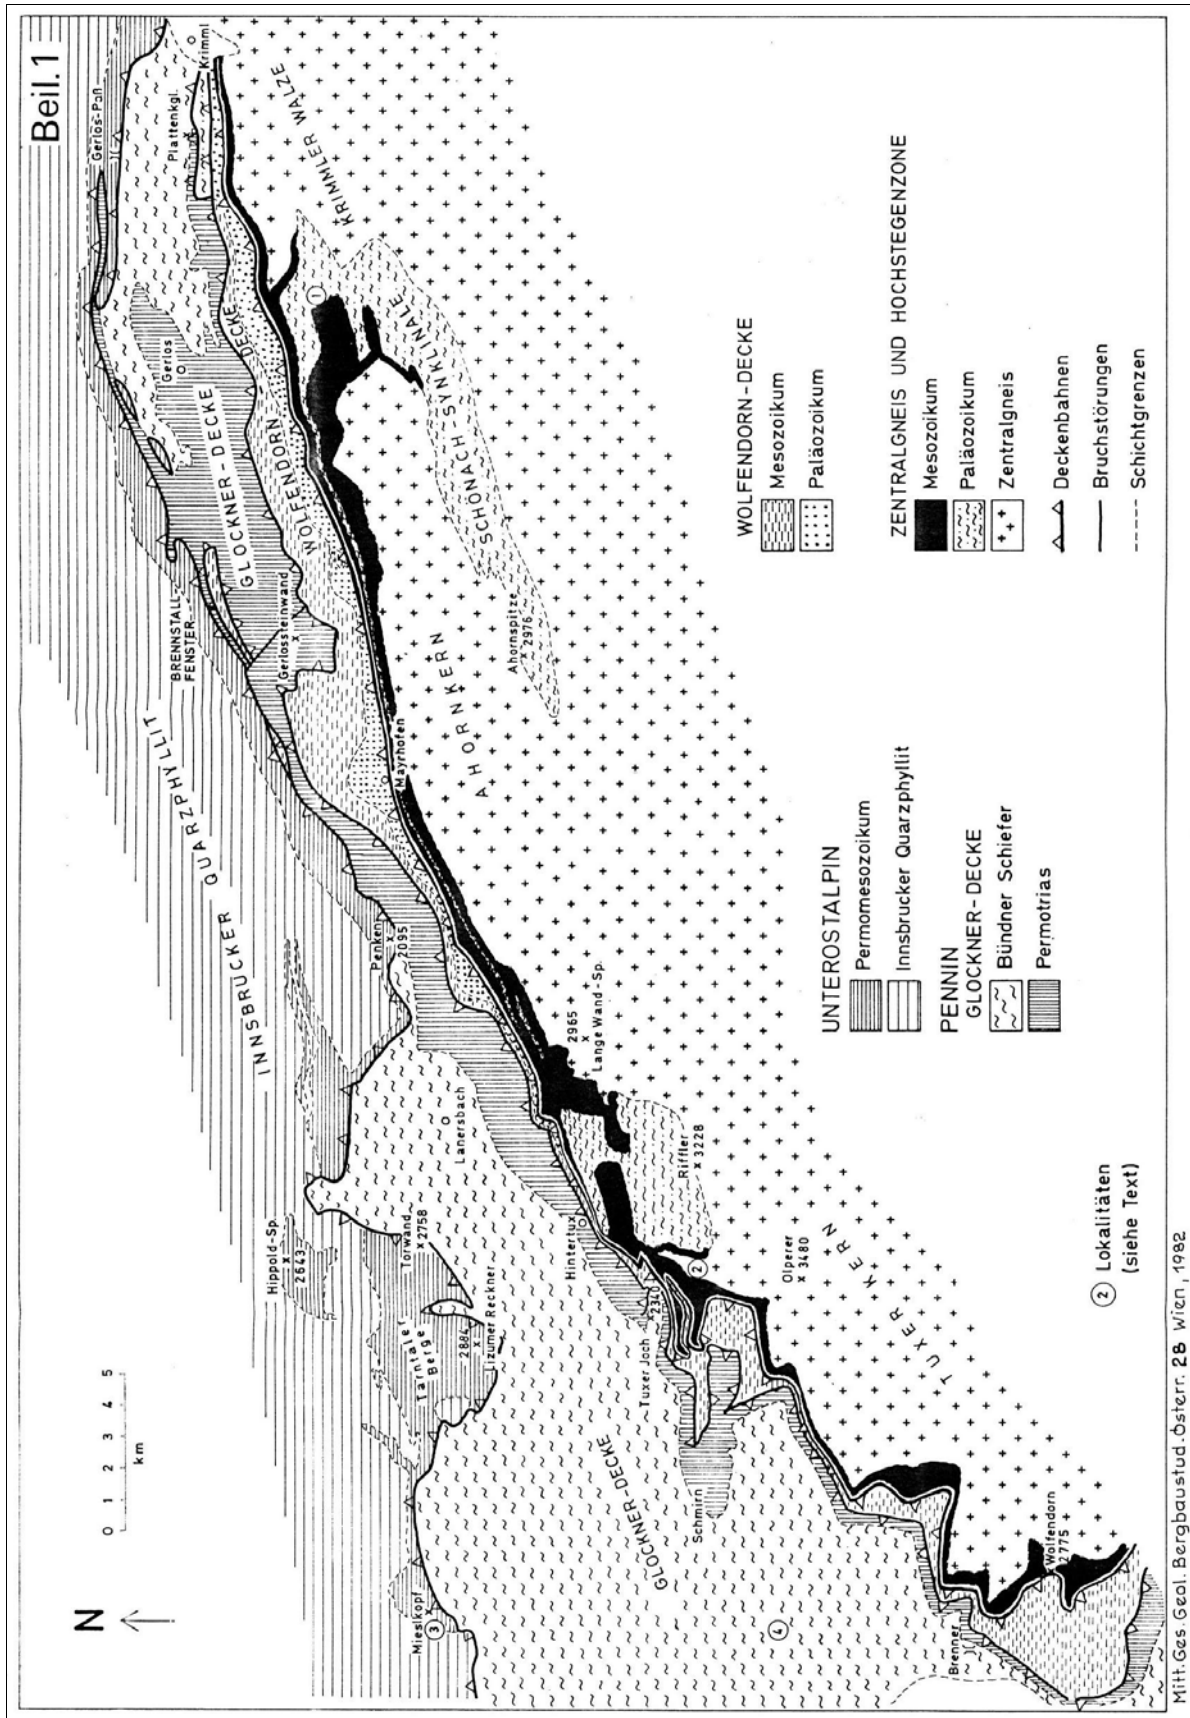 Beil.1
N
0 1 2 3 4 5
km
INNSBRUCKER QUARZPHYLLIT
BRENNSTALL-
FENSTER
Gerlos-Paß
Krimml
Plattenkgl.
Gerlos
GLOCKNER-DECKE
WOLFENDORN DECKE
Gerlossteinwand
KRIMMLER WALZE
1
SCHÖNACH-SYNKLINALE
Ahornspitze
x 2976
AHORNKERN
Mayrhofen
Penken
x
2095
Hippold-Sp.
x
2643
Torwand
x 2758
Tarntaler
Berge
2884
x
Lizumer Reckner
Lanersbach
2965
x
Lange Wand-Sp.
Riffler
x 3228
Hintertux
2
Tuxer Joch
x 2340
Olperer
x 3480
TUXER KERN
GLOCKNER-DECKE
Schmirn
Mieslkopf
3
4
Brenner
Wolfendorn
2775
WOLFENDORN-DECKE
Mesozoikum
Paläozoikum
ZENTRALGNEIS UND HOCHSTEGENZONE
Mesozoikum
Paläozoikum
Zentralgneis
Deckenbahnen
Bruchstörungen
Schichtgrenzen
UNTEROSTALPIN
Permomesozoikum
Innsbrucker Quarzphyllit
PENNIN
GLOCKNER-DECKE
Bündner Schiefer
Permotrias
2 Lokalitäten
(siehe Text)
Mitt. Ges. Geol. Bergbaustud. Österr. 28 Wien, 1982